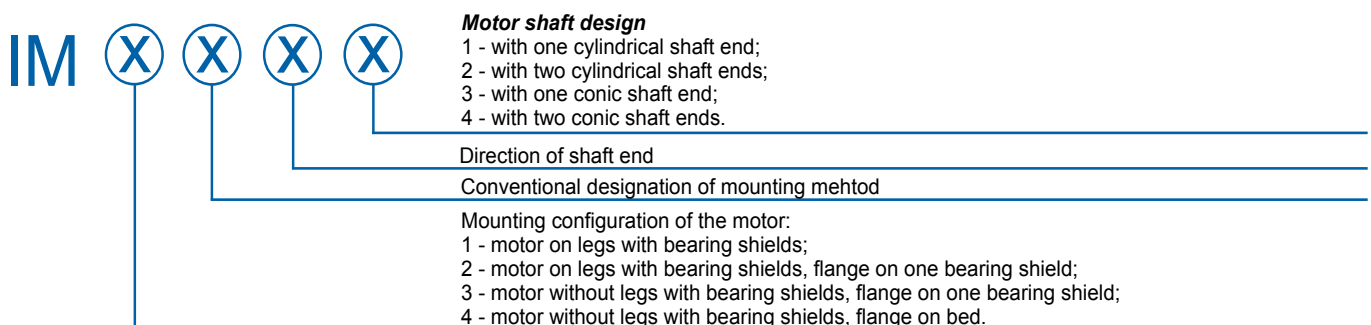 IM X X X X
Motor shaft design
1 - with one cylindrical shaft end;
2 - with two cylindrical shaft ends;
3 - with one conic shaft end;
4 - with two conic shaft ends.
Direction of shaft end
Conventional designation of mounting mehtod
Mounting configuration of the motor:
1 - motor on legs with bearing shields;
2 - motor on legs with bearing shields, flange on one bearing shield;
3 - motor without legs with bearing shields, flange on one bearing shield;
4 - motor without legs with bearing shields, flange on bed.